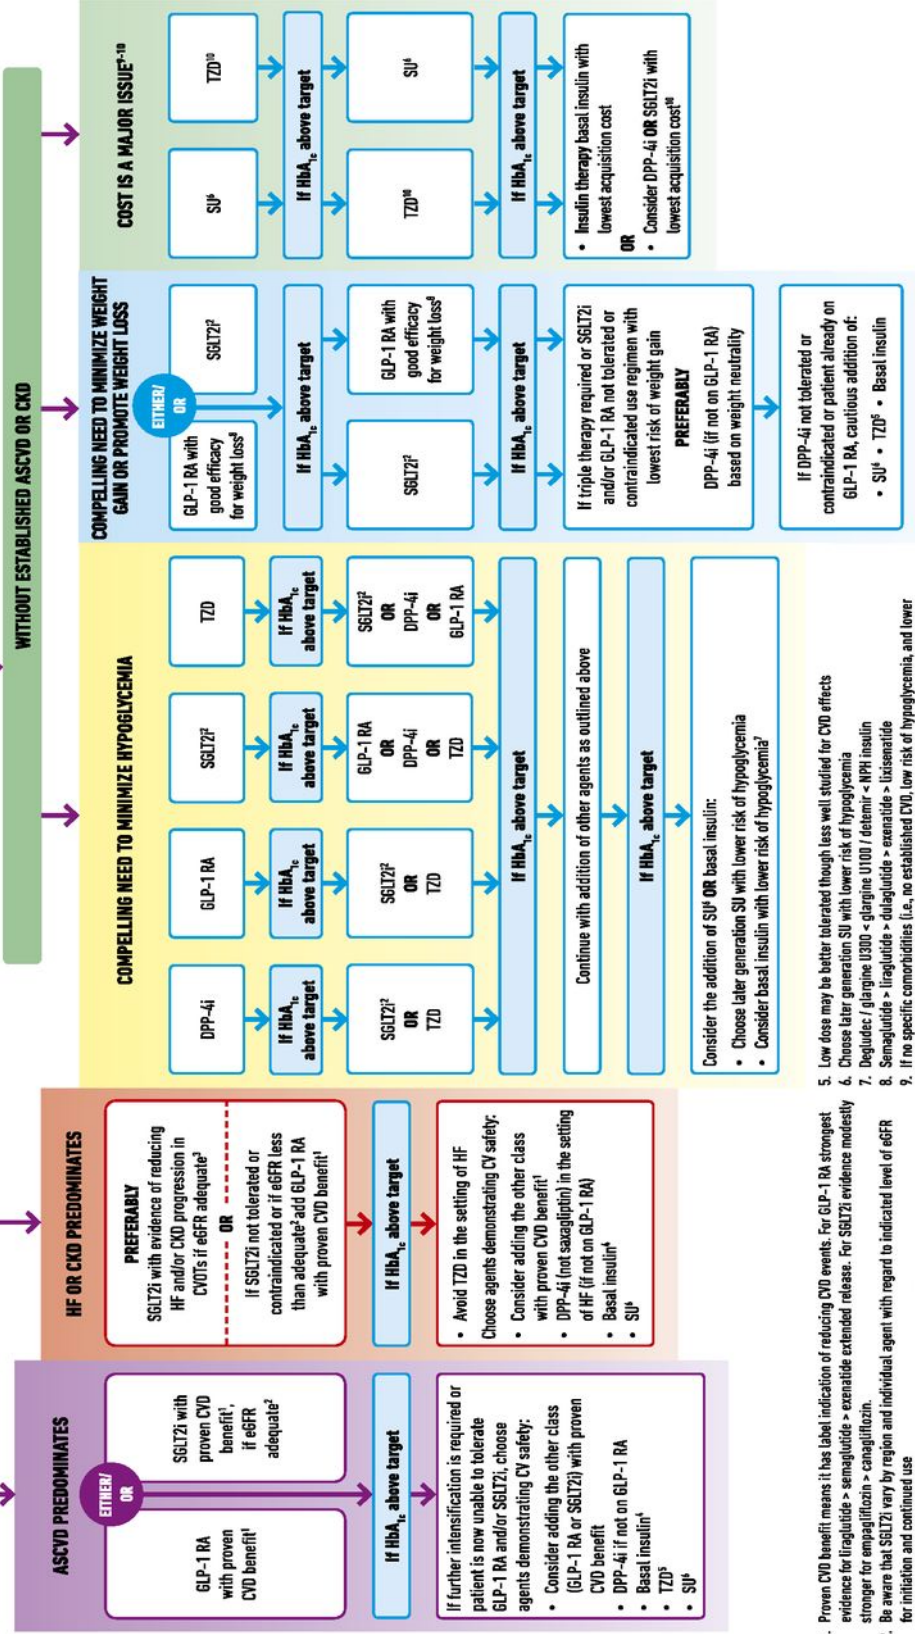 WITHOUT ESTABLISHED ASCVD OR CKD
ASCVD PREDOMINATES
EITHER/
OR
GLP-1 RA
with proven
CVD benefit¹
SGLT2i with
proven CVD
benefit¹,
if eGFR
adequate²
If HbA1c above target
If further intensification is required or
patient is now unable to tolerate
GLP-1 RA and/or SGLT2i, choose
agents demonstrating CV safety:
• Consider adding the other class
(GLP-1 RA or SGLT2i) with proven
CVD benefit
• DPP-4i if not on GLP-1 RA
• Basal insulin⁴
• TZD⁵
• SU⁶
HF OR CKD PREDOMINATES
PREFERABLY
SGLT2i with evidence of reducing
HF and/or CKD progression in
CVOTs if eGFR adequate³
OR
If SGLT2i not tolerated or
contraindicated or if eGFR less
than adequate² add GLP-1 RA
with proven CVD benefit¹
If HbA1c above target
• Avoid TZD in the setting of HF
Choose agents demonstrating CV safety:
• Consider adding the other class
with proven CVD benefit¹
• DPP-4i (not saxagliptin) in the setting
of HF (if not on GLP-1 RA)
• Basal insulin⁴
• SU⁶
COMPELLING NEED TO MINIMIZE HYPOGLYCEMIA
DPP-4i
GLP-1 RA
SGLT2i²
TZD
If HbA1c
above target
If HbA1c
above target
If HbA1c
above target
If HbA1c
above target
SGLT2i²
OR
TZD
SGLT2i²
OR
TZD
GLP-1 RA
OR
DPP-4i
OR
TZD
SGLT2i²
OR
DPP-4i
OR
GLP-1 RA
If HbA1c above target
Continue with addition of other agents as outlined above
If HbA1c above target
Consider the addition of SU⁶ OR basal insulin:
• Choose later generation SU with lower risk of hypoglycemia
• Consider basal insulin with lower risk of hypoglycemia⁷
COMPELLING NEED TO MINIMIZE WEIGHT
GAIN OR PROMOTE WEIGHT LOSS
EITHER/
OR
GLP-1 RA with
good efficacy
for weight loss⁸
SGLT2i²
If HbA1c above target
SGLT2i²
GLP-1 RA with
good efficacy
for weight loss⁸
If HbA1c above target
If triple therapy required or SGLT2i
and/or GLP-1 RA not tolerated or
contraindicated use regimen with
lowest risk of weight gain
PREFERABLY
DPP-4i (if not on GLP-1 RA)
based on weight neutrality
If DPP-4i not tolerated or
contraindicated or patient already on
GLP-1 RA, cautious addition of:
• SU⁶ • TZD⁵ • Basal insulin
COST IS A MAJOR ISSUE⁹⁻¹⁰
SU⁶
TZD¹⁰
If HbA1c above target
TZD¹⁰
SU⁶
If HbA1c above target
• Insulin therapy basal insulin with
lowest acquisition cost
OR
• Consider DPP-4i OR SGLT2i with
lowest acquisition cost¹⁰
. Proven CVD benefit means it has label indication of reducing CVD events. For GLP-1 RA strongest
evidence for liraglutide > semaglutide > exenatide extended release. For SGLT2i evidence modestly
stronger for empagliflozin > canagliflozin.
. Be aware that SGLT2i vary by region and individual agent with regard to indicated level of eGFR
for initiation and continued use
5. Low dose may be better tolerated though less well studied for CVD effects
6. Choose later generation SU with lower risk of hypoglycemia
7. Degludec / glargine U300 < glargine U100 / detemir < NPH insulin
8. Semaglutide > liraglutide > dulaglutide > exenatide > lixisenatide
9. If no specific comorbidities (i.e., no established CVD, low risk of hypoglycemia, and lower